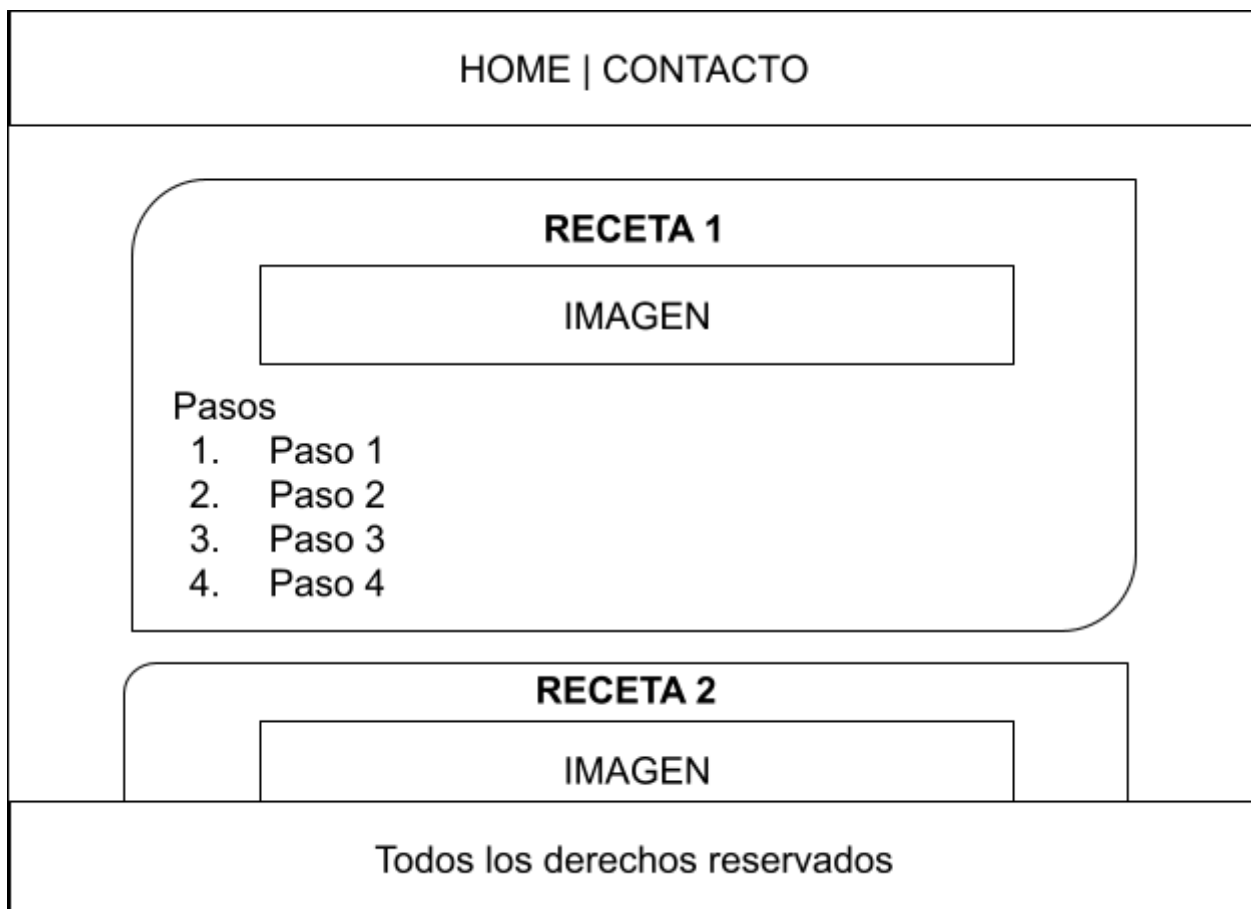 HOME | CONTACTO
RECETA 1
IMAGEN
Pasos
1. Paso 1
2. Paso 2
3. Paso 3
4. Paso 4
RECETA 2
IMAGEN
Todos los derechos reservados